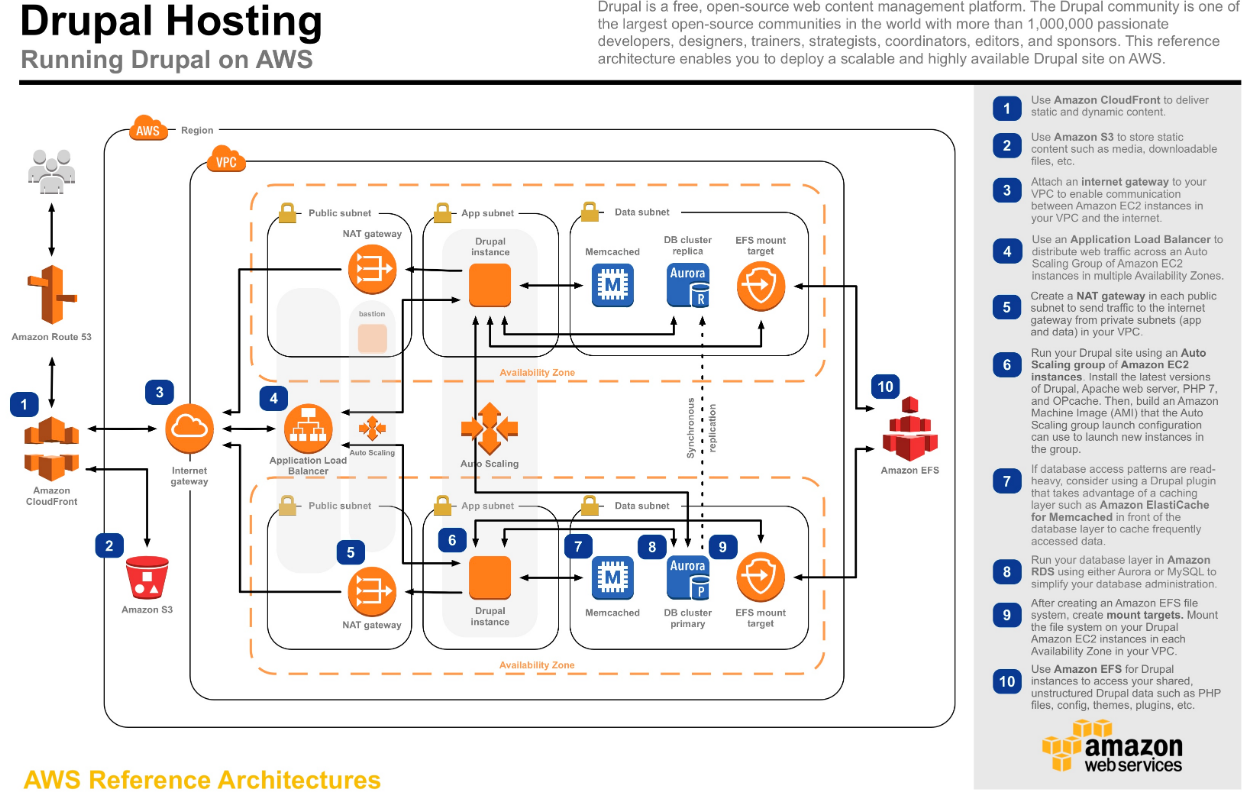 Drupal Hosting
Running Drupal on AWS
Drupal is a free, open-source web content management platform. The Drupal community is one of
the largest open-source communities in the world with more than 1,000,000 passionate
developers, designers, trainers, strategists, coordinators, editors, and sponsors. This reference
architecture enables you to deploy a scalable and highly available Drupal site on AWS.
AWS
Region
VPC
Public subnet
App subnet
Data subnet
NAT gateway
Drupal
instance
Memcached
DB cluster
replica
EFS mount
target
M
Aurora
R
bastion
Availability Zone
Amazon Route 53
1
Amazon
CloudFront
2
Amazon S3
3
Internet
gateway
4
Application Load
Balancer
Auto Scaling
Auto Scaling
Synchronous
replication
10
Amazon EFS
Public subnet
App subnet
Data subnet
5
NAT gateway
6
Drupal
instance
7
M
Memcached
8
Aurora
P
DB cluster
primary
9
EFS mount
target
Availability Zone
1
Use Amazon CloudFront to deliver
static and dynamic content.
2
Use Amazon S3 to store static
content such as media, downloadable
files, etc.
3
Attach an internet gateway to your
VPC to enable communication
between Amazon EC2 instances in
your VPC and the internet.
4
Use an Application Load Balancer to
distribute web traffic across an Auto
Scaling Group of Amazon EC2
instances in multiple Availability Zones.
5
Create a NAT gateway in each public
subnet to send traffic to the internet
gateway from private subnets (app
and data) in your VPC.
6
Run your Drupal site using an Auto
Scaling group of Amazon EC2
instances. Install the latest versions
of Drupal, Apache web server, PHP 7,
and OPcache. Then, build an Amazon
Machine Image (AMI) that the Auto
Scaling group launch configuration
can use to launch new instances in
the group.
7
If database access patterns are read-
heavy, consider using a Drupal plugin
that takes advantage of a caching
layer such as Amazon ElastiCache
for Memcached in front of the
database layer to cache frequently
accessed data.
8
Run your database layer in Amazon
RDS using either Aurora or MySQL to
simplify your database administration.
9
After creating an Amazon EFS file
system, create mount targets. Mount
the file system on your Drupal
Amazon EC2 instances in each
Availability Zone in your VPC.
10
Use Amazon EFS for Drupal
instances to access your shared,
unstructured Drupal data such as PHP
files, config, themes, plugins, etc.
amazon
web services
AWS Reference Architectures